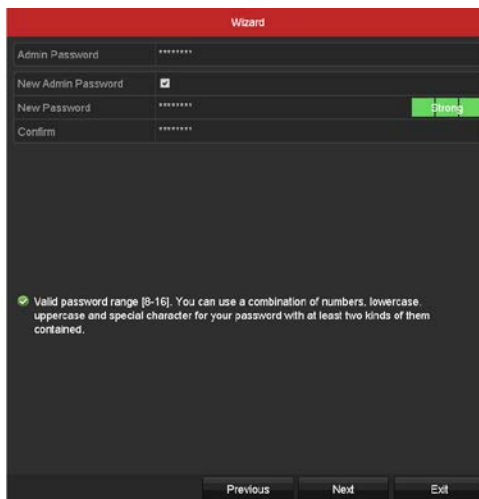 Wizard
Admin Password ********
New Admin Password
New Password ******** Strong
Confirm ********
Valid password range [8-16]. You can use a combination of numbers, lowercase,
uppercase and special character for your password with at least two kinds of them
contained.
Previous Next Exit